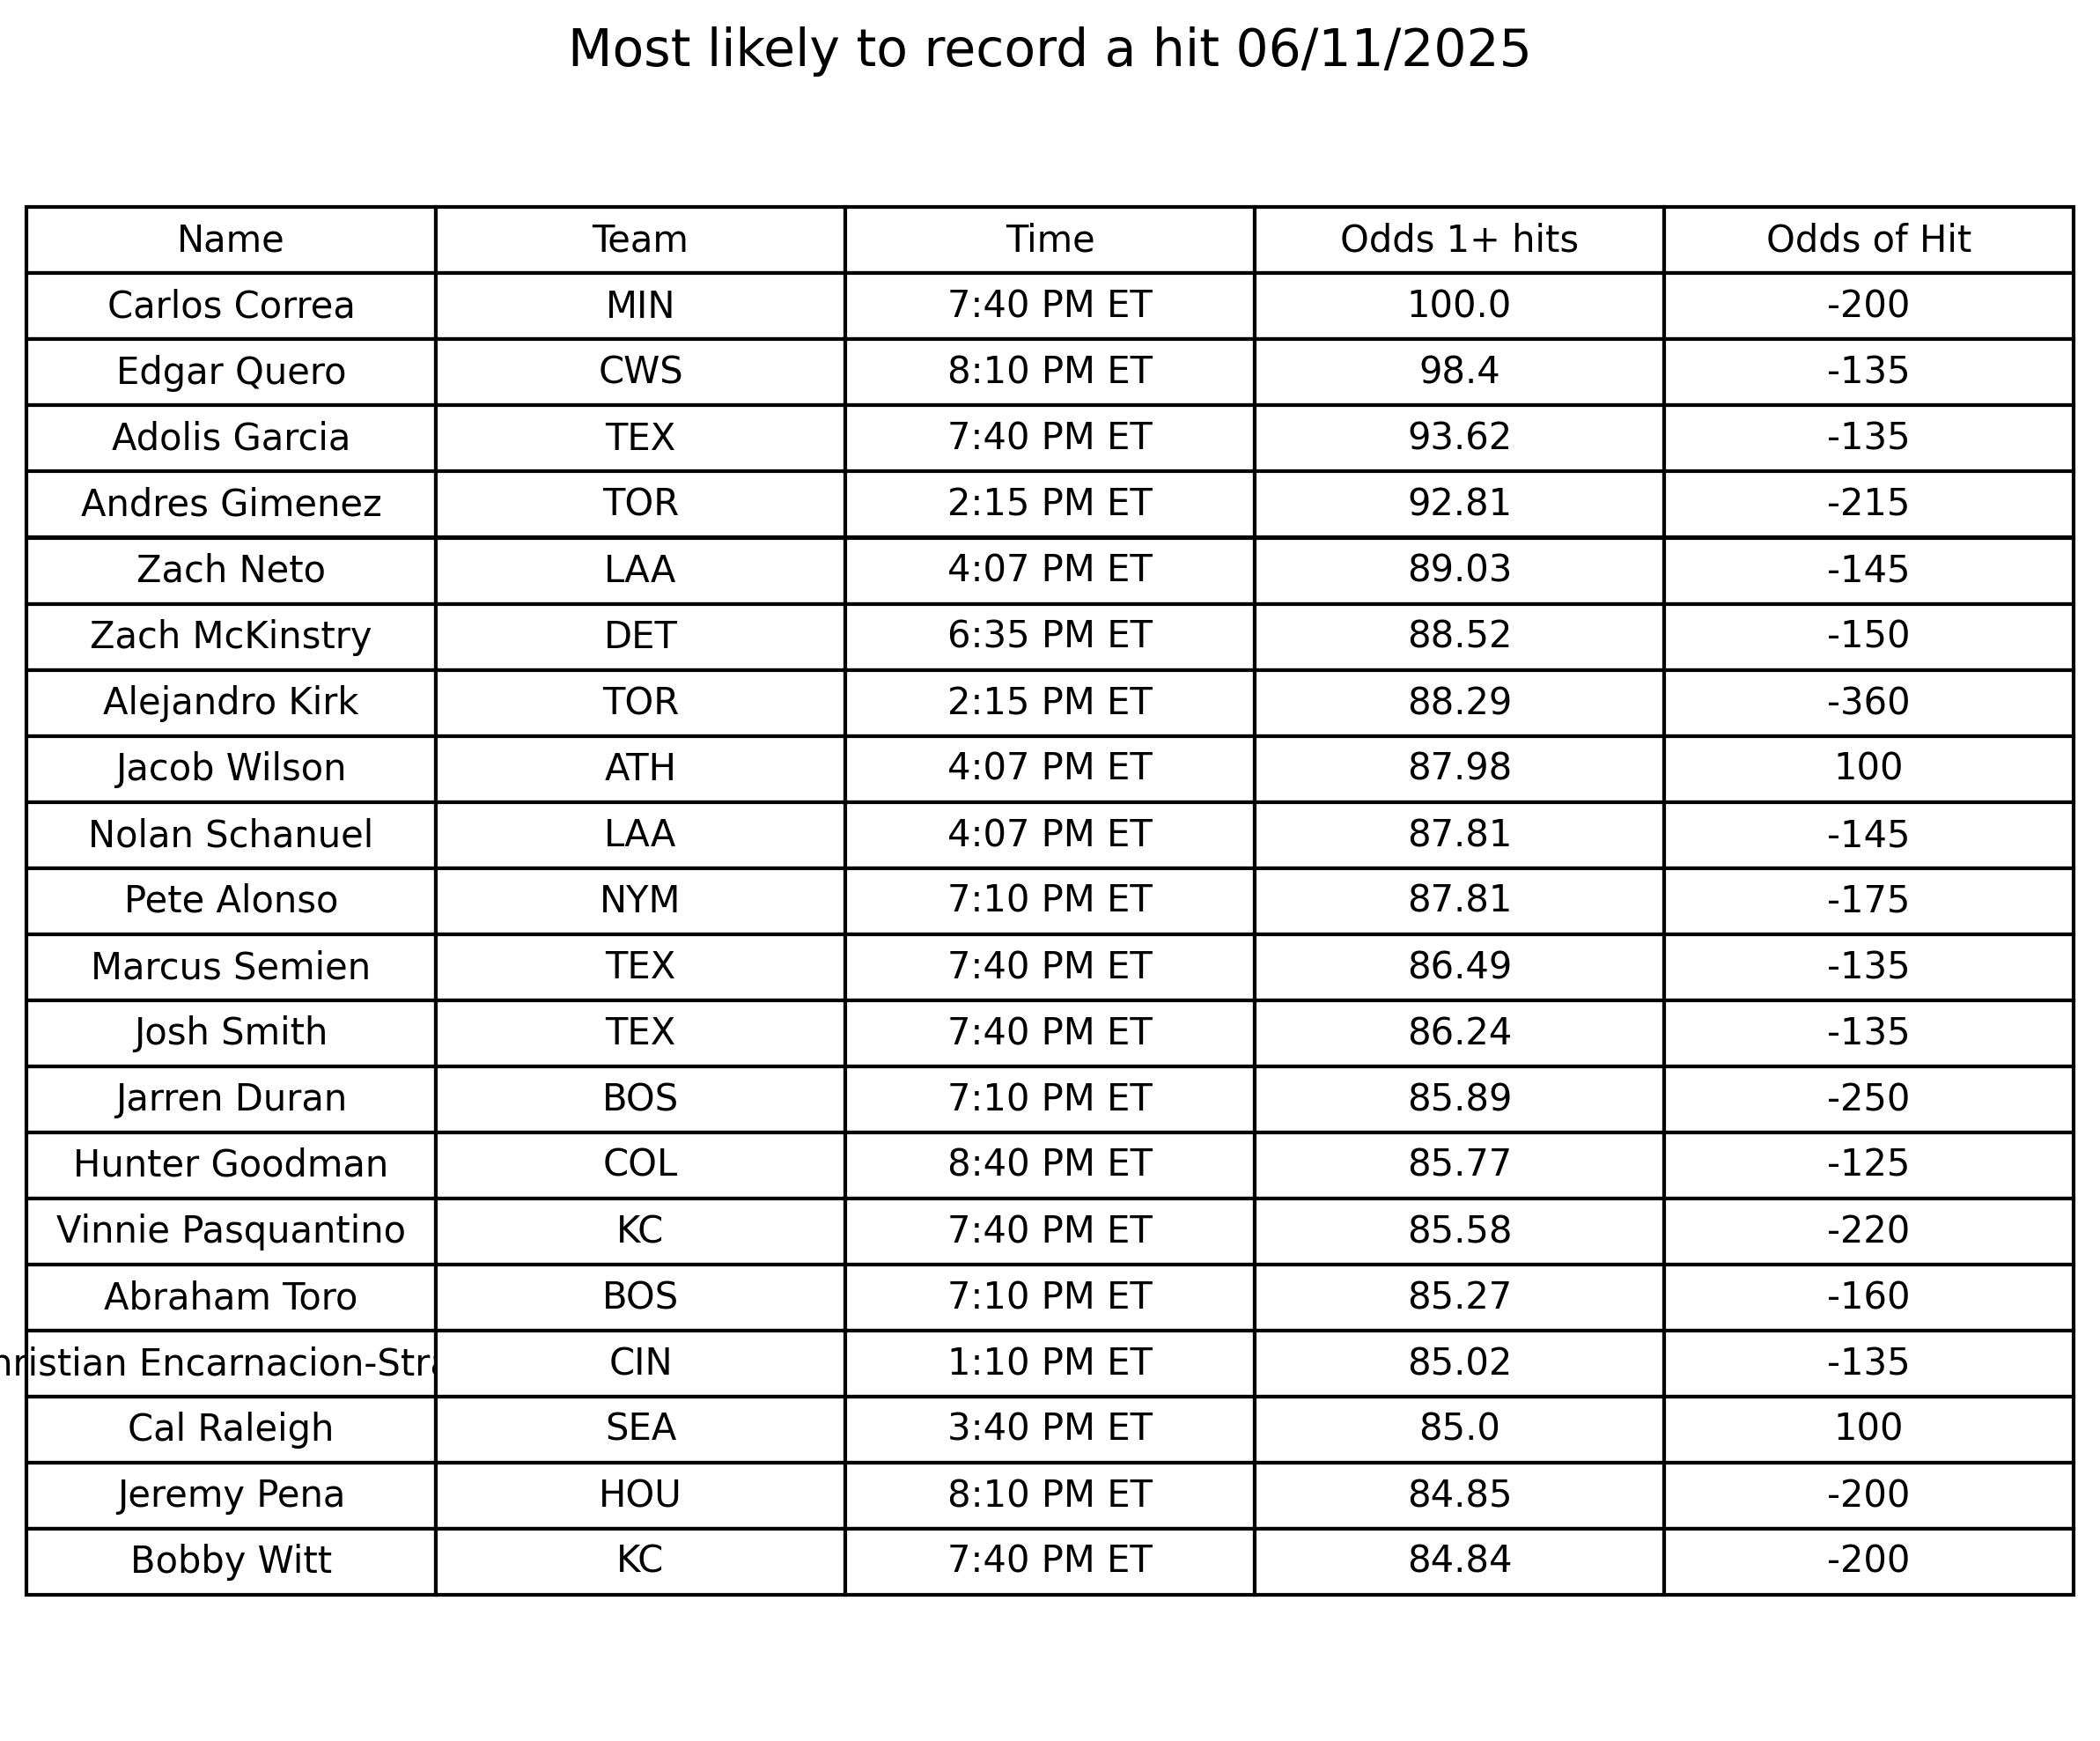 Most likely to record a hit 06/11/2025
Name Team Time Odds 1+ hits Odds of Hit
Carlos Correa MIN 7:40 PM ET 100.0 -200
Edgar Quero CWS 8:10 PM ET 98.4 -135
Adolis Garcia TEX 7:40 PM ET 93.62 -135
Andres Gimenez TOR 2:15 PM ET 92.81 -215
Zach Neto LAA 4:07 PM ET 89.03 -145
Zach McKinstry DET 6:35 PM ET 88.52 -150
Alejandro Kirk TOR 2:15 PM ET 88.29 -360
Jacob Wilson ATH 4:07 PM ET 87.98 100
Nolan Schanuel LAA 4:07 PM ET 87.81 -145
Pete Alonso NYM 7:10 PM ET 87.81 -175
Marcus Semien TEX 7:40 PM ET 86.49 -135
Josh Smith TEX 7:40 PM ET 86.24 -135
Jarren Duran BOS 7:10 PM ET 85.89 -250
Hunter Goodman COL 8:40 PM ET 85.77 -125
Vinnie Pasquantino KC 7:40 PM ET 85.58 -220
Abraham Toro BOS 7:10 PM ET 85.27 -160
hristian Encarnacion-Stra CIN 1:10 PM ET 85.02 -135
Cal Raleigh SEA 3:40 PM ET 85.0 100
Jeremy Pena HOU 8:10 PM ET 84.85 -200
Bobby Witt KC 7:40 PM ET 84.84 -200